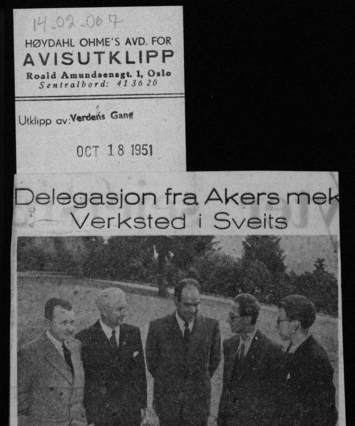 14-02-067
HØYDAHL OHME'S AVD. FOR
AVISUTKLIPP
Roald Amundsensgt. 1, Oslo
Sentralbord: 41 36 20
Utklipp av: Verdens Gang
OCT 18 1951
Delegasjon fra Akers mek
Verksted i Sveits